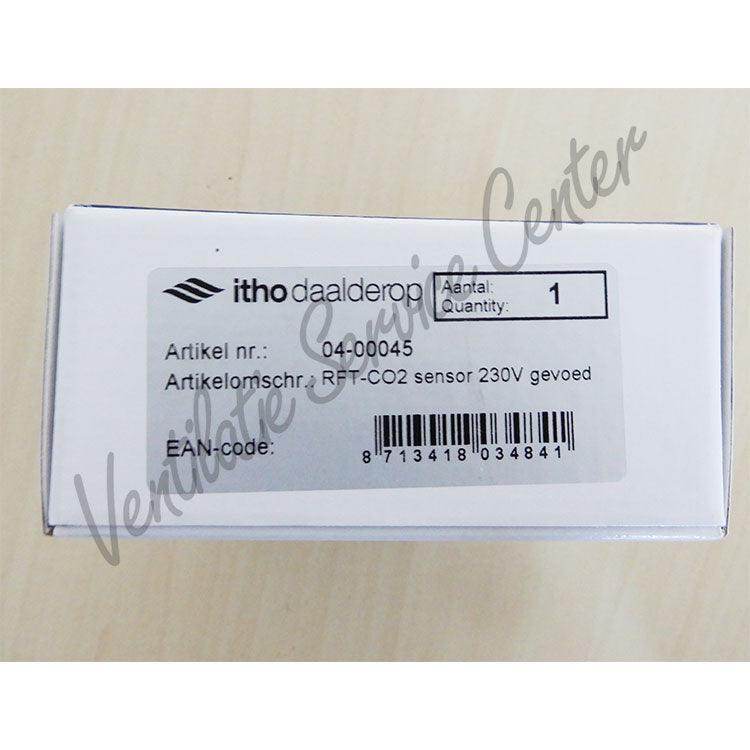 itho daalderop
Aantal:
Quantity: 1
Artikel nr.: 04-00045
Artikelomschr.: RFT-CO2 sensor 230V gevoed
EAN-code:
8 713418 034841
Ventilatie Service Center